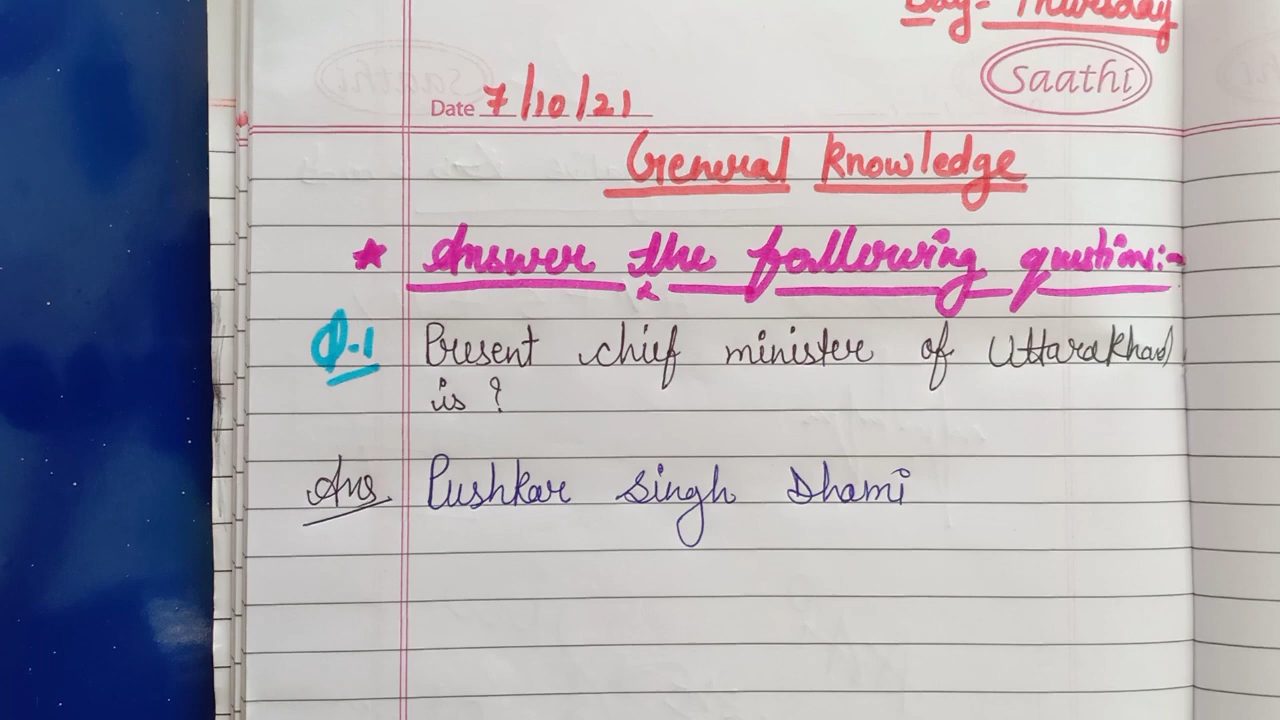 Day- Thursday
saathi
Date 7/10/21
General Knowledge
★ Answer the following questions:-
Q.1 Present chief minister of Uttarakhand
is ?
Ans Pushkar Singh Dhami